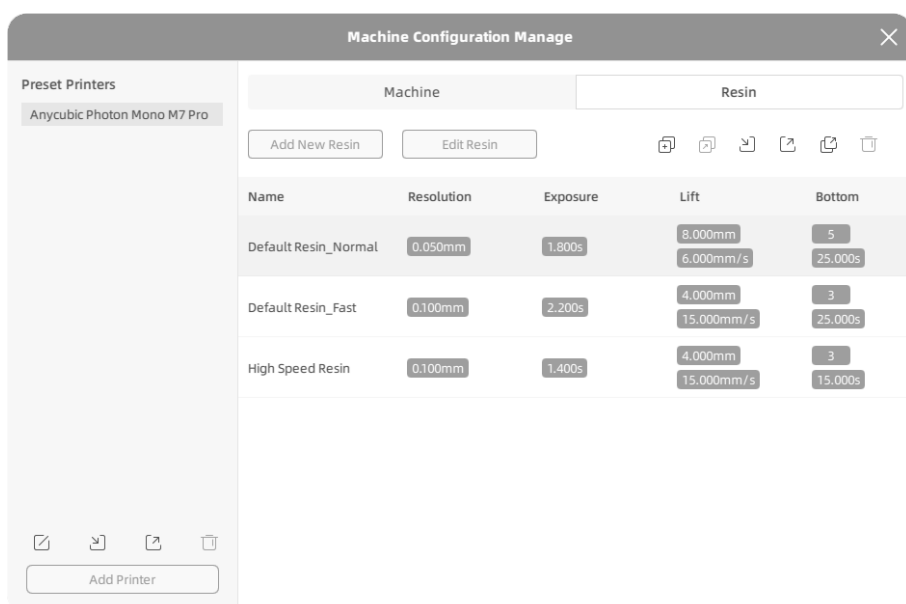 Machine Configuration Manage
Preset Printers
Anycubic Photon Mono M7 Pro
Machine
Resin
Add New Resin
Edit Resin
Name Resolution Exposure Lift Bottom
Default Resin_Normal 0.050mm 1.800s 8.000mm 5
6.000mm/s 25.000s
Default Resin_Fast 0.100mm 2.200s 4.000mm 3
15.000mm/s 25.000s
High Speed Resin 0.100mm 1.400s 4.000mm 3
15.000mm/s 15.000s
Add Printer